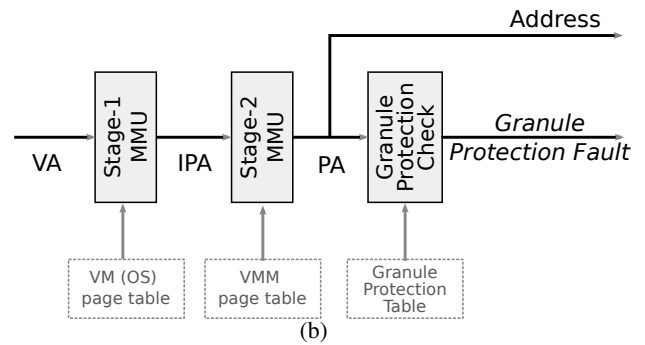 Address
Stage-1
MMU
Stage-2
MMU
Granule
Protection
Check
Granule
Protection Fault
VA
IPA
PA
VM (OS)
page table
VMM
page table
Granule
Protection
Table
(b)